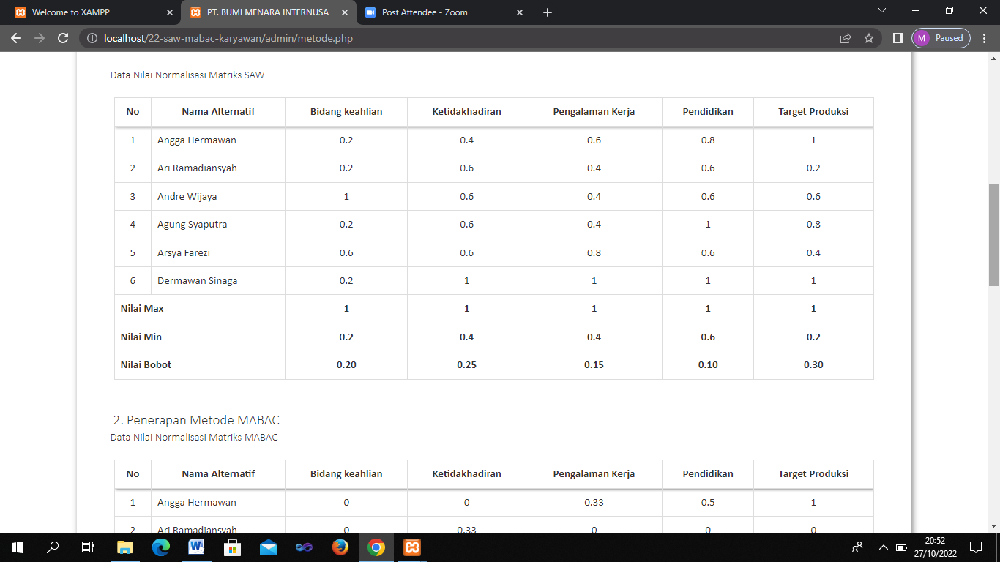 Welcome to XAMPP
PT. BUMI MENARA INTERNUSA
Post Attendee - Zoom
localhost/22-saw-mabac-karyawan/admin/metode.php
M Paused
Data Nilai Normalisasi Matriks SAW
No Nama Alternatif Bidang keahlian Ketidakhadiran Pengalaman Kerja Pendidikan Target Produksi
1 Angga Hermawan 0.2 0.4 0.6 0.8 1
2 Ari Ramadiansyah 0.2 0.6 0.4 0.6 0.2
3 Andre Wijaya 1 0.6 0.4 0.6 0.6
4 Agung Syaputra 0.2 0.6 0.4 1 0.8
5 Arsya Farezi 0.6 0.6 0.8 0.6 0.4
6 Dermawan Sinaga 0.2 1 1 1 1
Nilai Max 1 1 1 1 1
Nilai Min 0.2 0.4 0.4 0.6 0.2
Nilai Bobot 0.20 0.25 0.15 0.10 0.30
2. Penerapan Metode MABAC
Data Nilai Normalisasi Matriks MABAC
No Nama Alternatif Bidang keahlian Ketidakhadiran Pengalaman Kerja Pendidikan Target Produksi
1 Angga Hermawan 0 0 0.33 0.5 1
2 Ari Ramadiansyah 0 0.33 0 0 0
20:52
27/10/2022